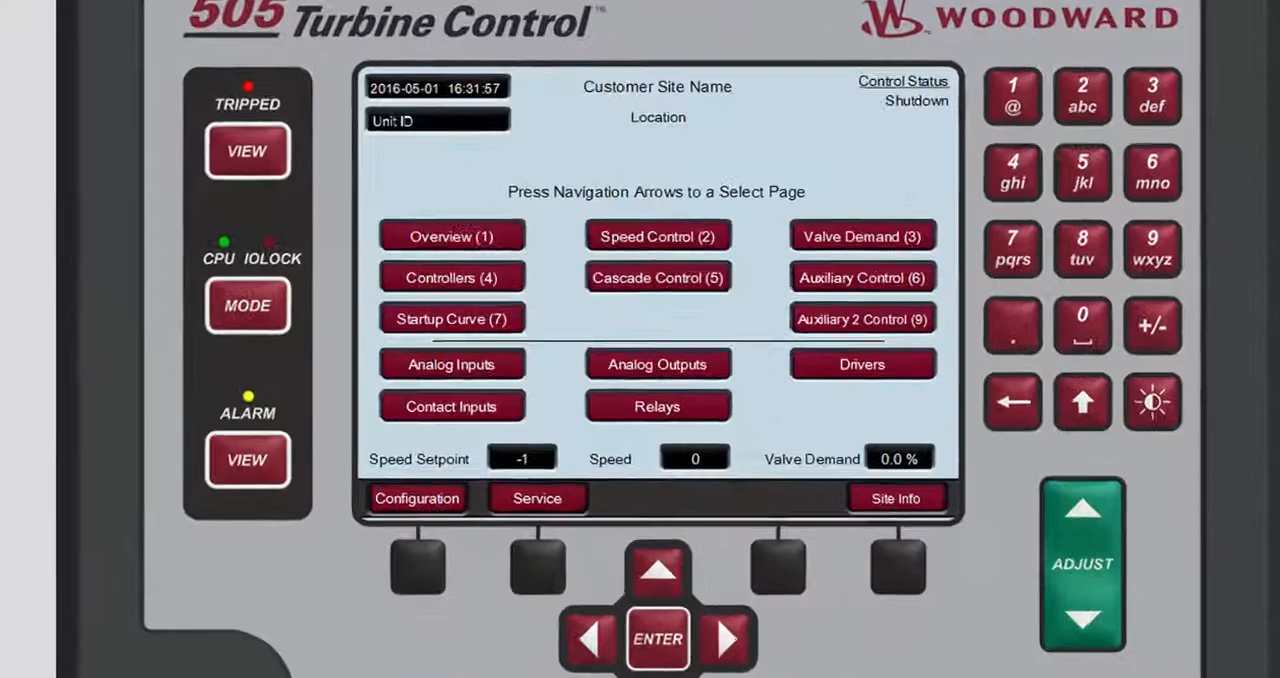 505 Turbine Control™
WOODWARD™
TRIPPED
VIEW
CPU IOLOCK
MODE
ALARM
VIEW
2016-05-01 16:31:57
Customer Site Name
Control Status
Unit ID
Location
Shutdown
Press Navigation Arrows to a Select Page
Overview (1)
Speed Control (2)
Valve Demand (3)
Controllers (4)
Cascade Control (5)
Auxiliary Control (6)
Startup Curve (7)
Auxiliary 2 Control (9)
Analog Inputs
Analog Outputs
Drivers
Contact Inputs
Relays
Speed Setpoint -1
Speed 0
Valve Demand 0.0 %
Configuration
Service
Site Info
1
@
2
abc
3
def
4
ghi
5
jkl
6
mno
7
pqrs
8
tuv
9
wxyz
.
0
+/-
ADJUST
ENTER